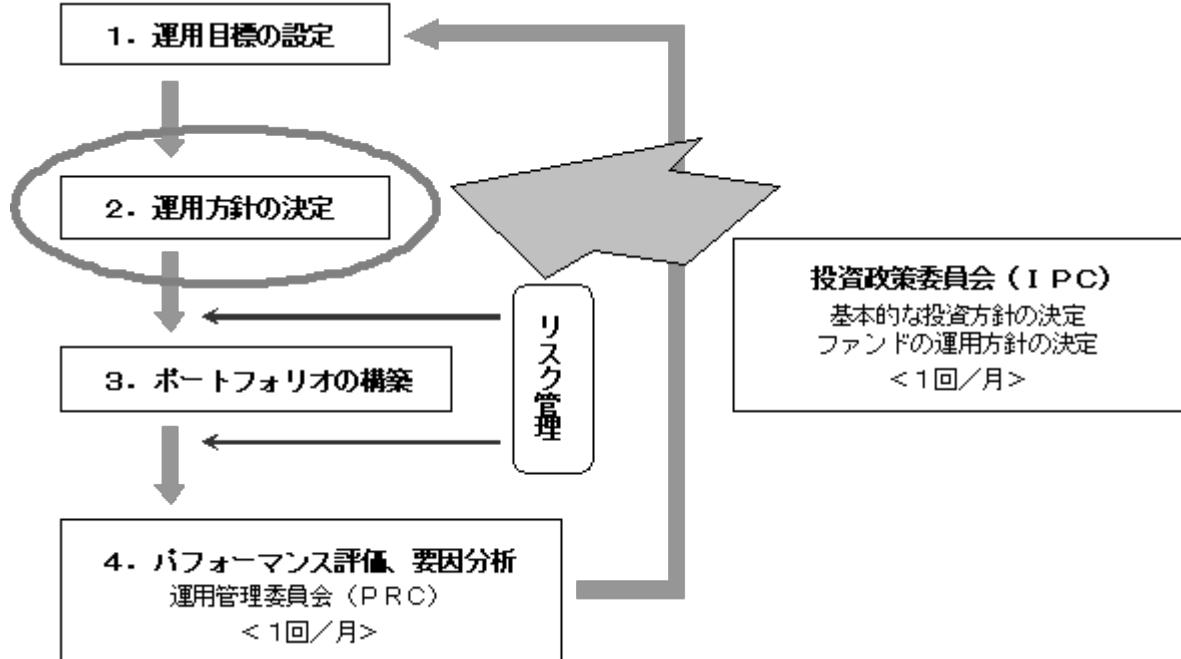 1．運用目標の設定
2．運用方針の決定
3．ポートフォリオの構築
リスク管理
投資政策委員会（ＩＰＣ）
基本的な投資方針の決定
ファンドの運用方針の決定
＜１回／月＞
4．パフォーマンス評価、要因分析
運用管理委員会（ＰＲＣ）
＜１回／月＞